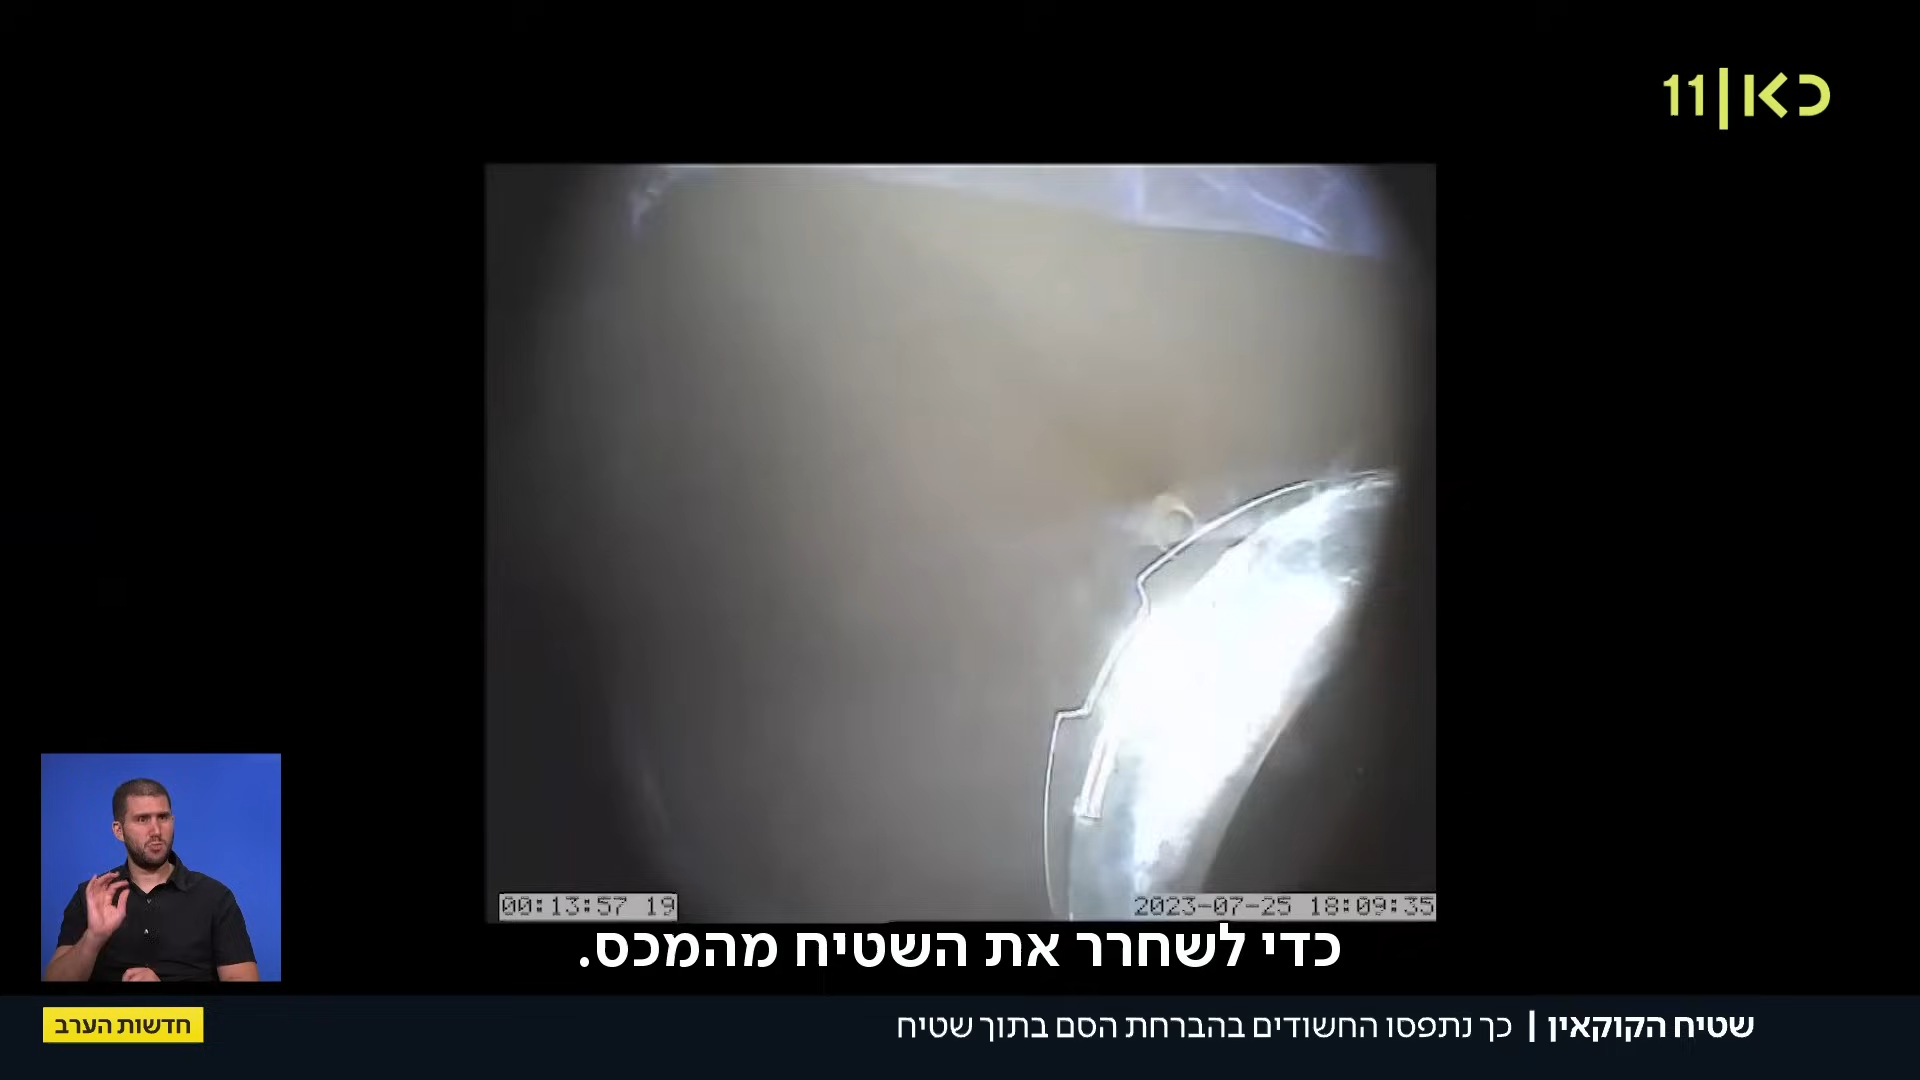 כאן|11
00:13:57 19
2023-07-25 18:09:35
כדי לשחרר את השטיח מהמכס.
שטיח הקוקאין | כך נתפסו החשודים בהברחת הסם בתוך שטיח
חדשות הערב